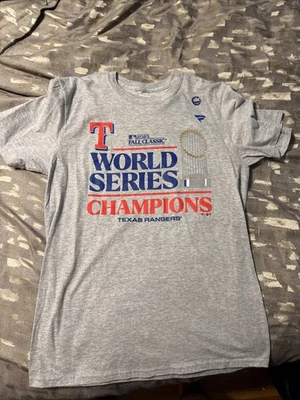 T
FALL CLASSIC
WORLD
SERIES
CHAMPIONS
TEXAS RANGERS